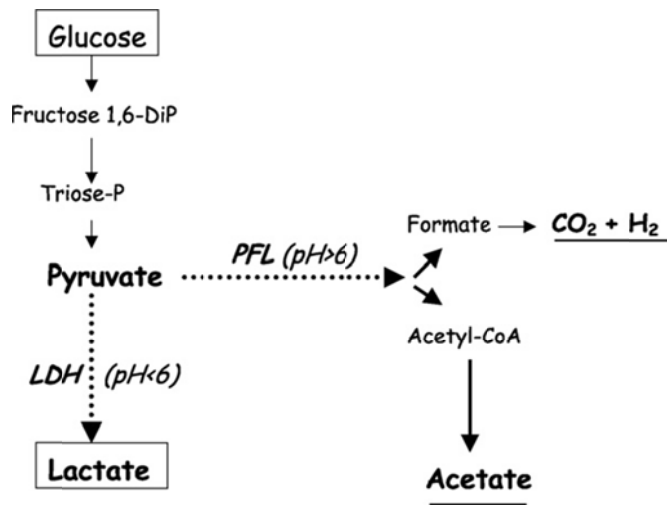 Glucose
Fructose 1,6-DiP
Triose-P
Formate
CO₂ + H₂
PFL (pH>6)
Pyruvate
Acetyl-CoA
LDH (pH<6)
Lactate
Acetate